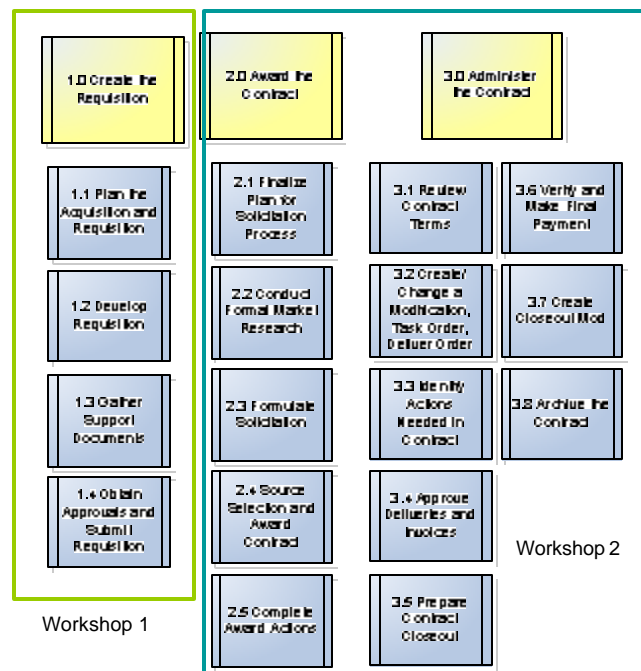 1.0 Create the
Requisition
2.0 Award the
Contract
3.0 Administer
the Contract
1.1 Plan the
Acquisition and
Requisition
1.2 Develop
Requisition
1.3 Gather
Support
Documents
1.4 Obtain
Approvals and
Submit
Requisition
Workshop 1
2.1 Finalize
Plan for
Solicitation
Process
2.2 Conduct
Formal Market
Research
2.3 Formulate
Solicitation
2.4 Source
Selection and
Award
Contract
2.5 Complete
Award Actions
3.1 Review
Contract
Terms
3.2 Create/
Change a
Modification,
Task Order,
Deliver Order
3.3 Identify
Actions
Needed in
Contract
3.4 Approve
Deliveries and
Invoices
3.5 Prepare
Contract
Closeout
3.6 Verify and
Make Final
Payment
3.7 Create
Closeout Mod
3.8 Archive the
Contract
Workshop 2